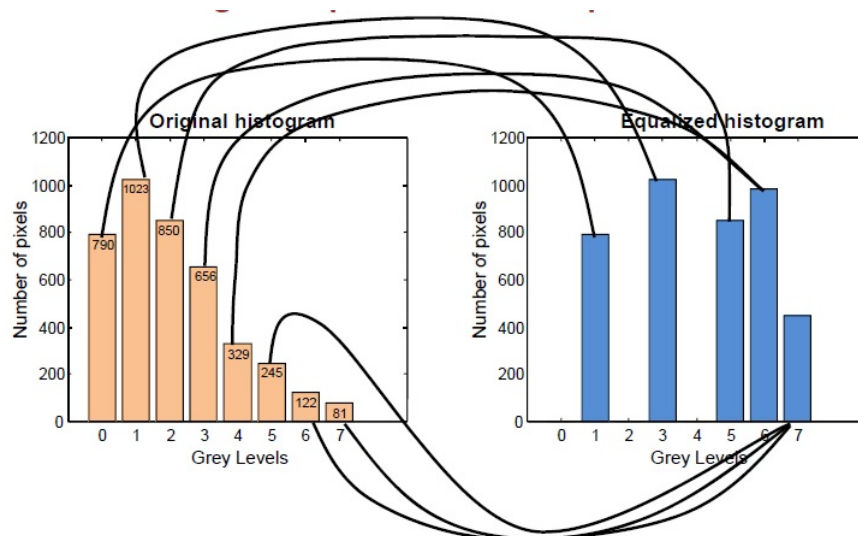 Original histogram
1200
1000
800
600
400
200
0
Number of pixels
790
1023
850
656
329
245
122
81
0 1 2 3 4 5 6 7
Grey Levels
Equalized histogram
1200
1000
800
600
400
200
0
Number of pixels
0 1 2 3 4 5 6 7
Grey Levels